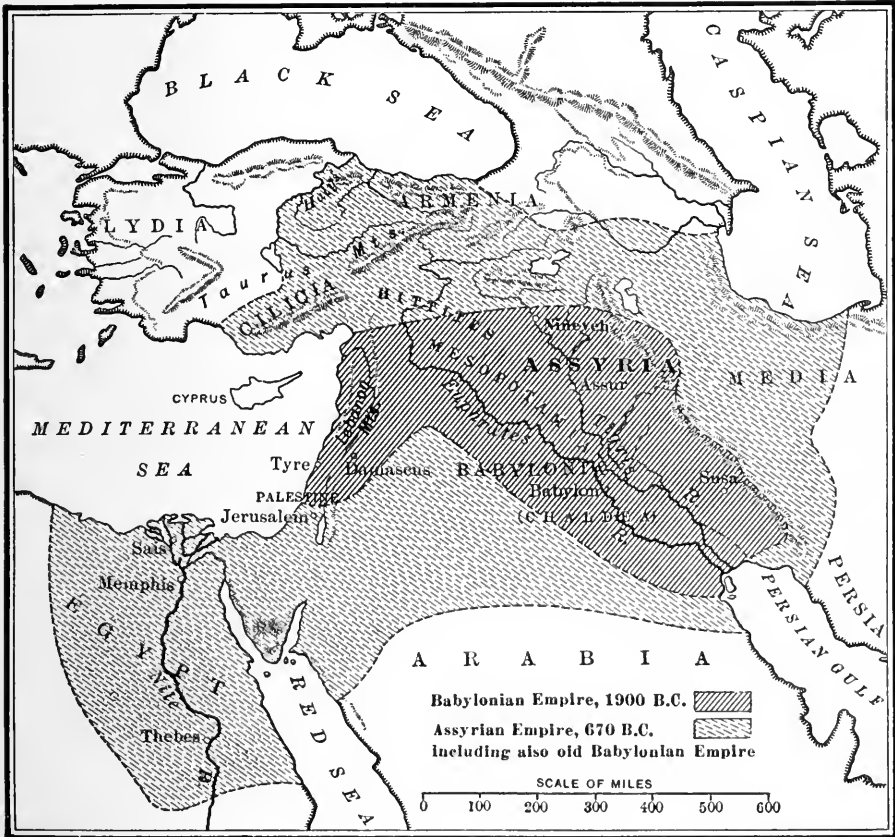 BLACK SEA
CASPIAN SEA
Halys
ARMENIA
LYDIA
Taurus Mts.
CILICIA
HITTITES
Nineveh
MESOPOTAMIA
ASSYRIA
Assur
MEDIA
CYPRUS
Lebanon Mts.
Euphrates R.
Tigris R.
MEDITERRANEAN
SEA
Tyre
Damascus
BABYLONIA
Susa
Babylon
PALESTINE
(CHALDEA)
Jerusalem
Sais
Memphis
PERSIA
PERSIAN GULF
EGYPT
Nile R
ARABIA
RED SEA
Thebes
Babylonian Empire, 1900 B.C.
Assyrian Empire, 670 B.C.
including also old Babylonian Empire
SCALE OF MILES
0 100 200 300 400 500 600